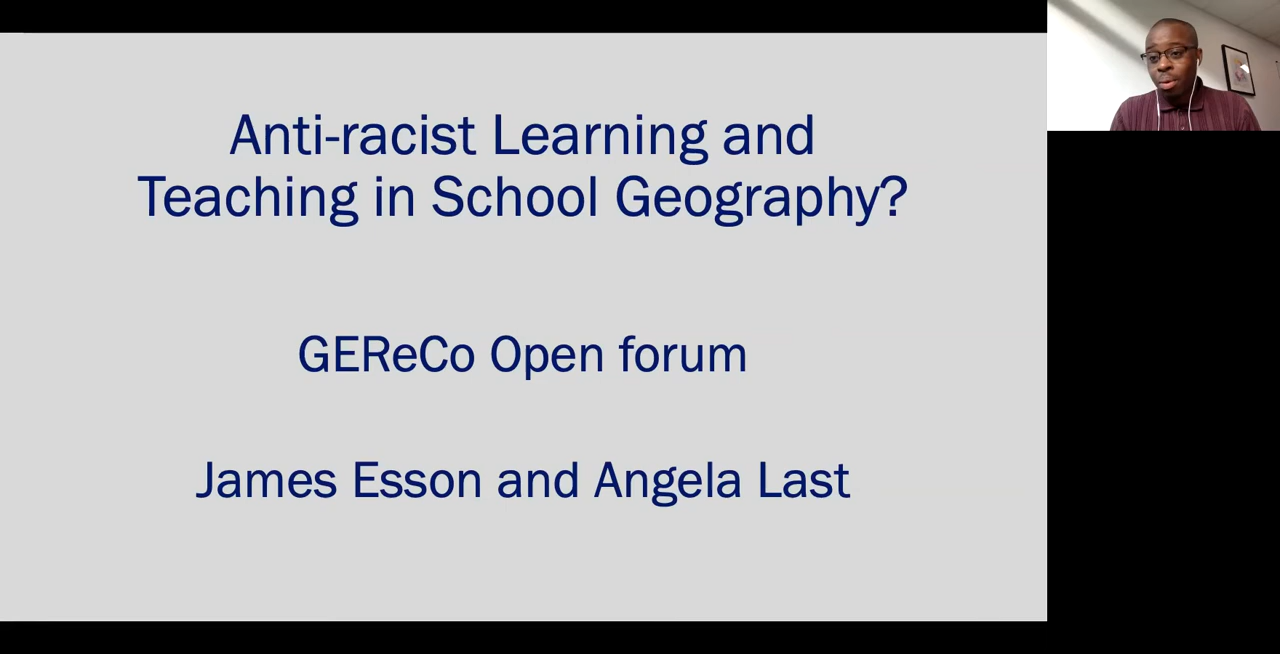 Anti-racist Learning and
Teaching in School Geography?
GEReCo Open forum
James Esson and Angela Last